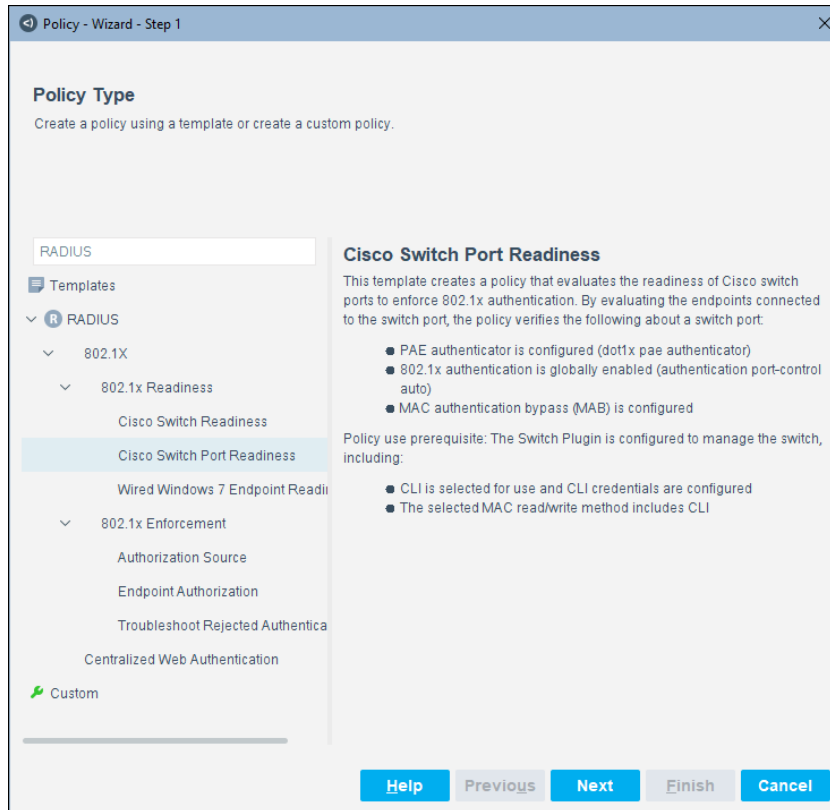 Policy - Wizard - Step 1
Policy Type
Create a policy using a template or create a custom policy.
RADIUS
Templates
RADIUS
802.1X
802.1x Readiness
Cisco Switch Readiness
Cisco Switch Port Readiness
Wired Windows 7 Endpoint Readi
802.1x Enforcement
Authorization Source
Endpoint Authorization
Troubleshoot Rejected Authentica
Centralized Web Authentication
Custom
Cisco Switch Port Readiness
This template creates a policy that evaluates the readiness of Cisco switch
ports to enforce 802.1x authentication. By evaluating the endpoints connected
to the switch port, the policy verifies the following about a switch port:
● PAE authenticator is configured (dot1x pae authenticator)
● 802.1x authentication is globally enabled (authentication port-control
auto)
● MAC authentication bypass (MAB) is configured
Policy use prerequisite: The Switch Plugin is configured to manage the switch,
including:
● CLI is selected for use and CLI credentials are configured
● The selected MAC read/write method includes CLI
Help Previous Next Finish Cancel